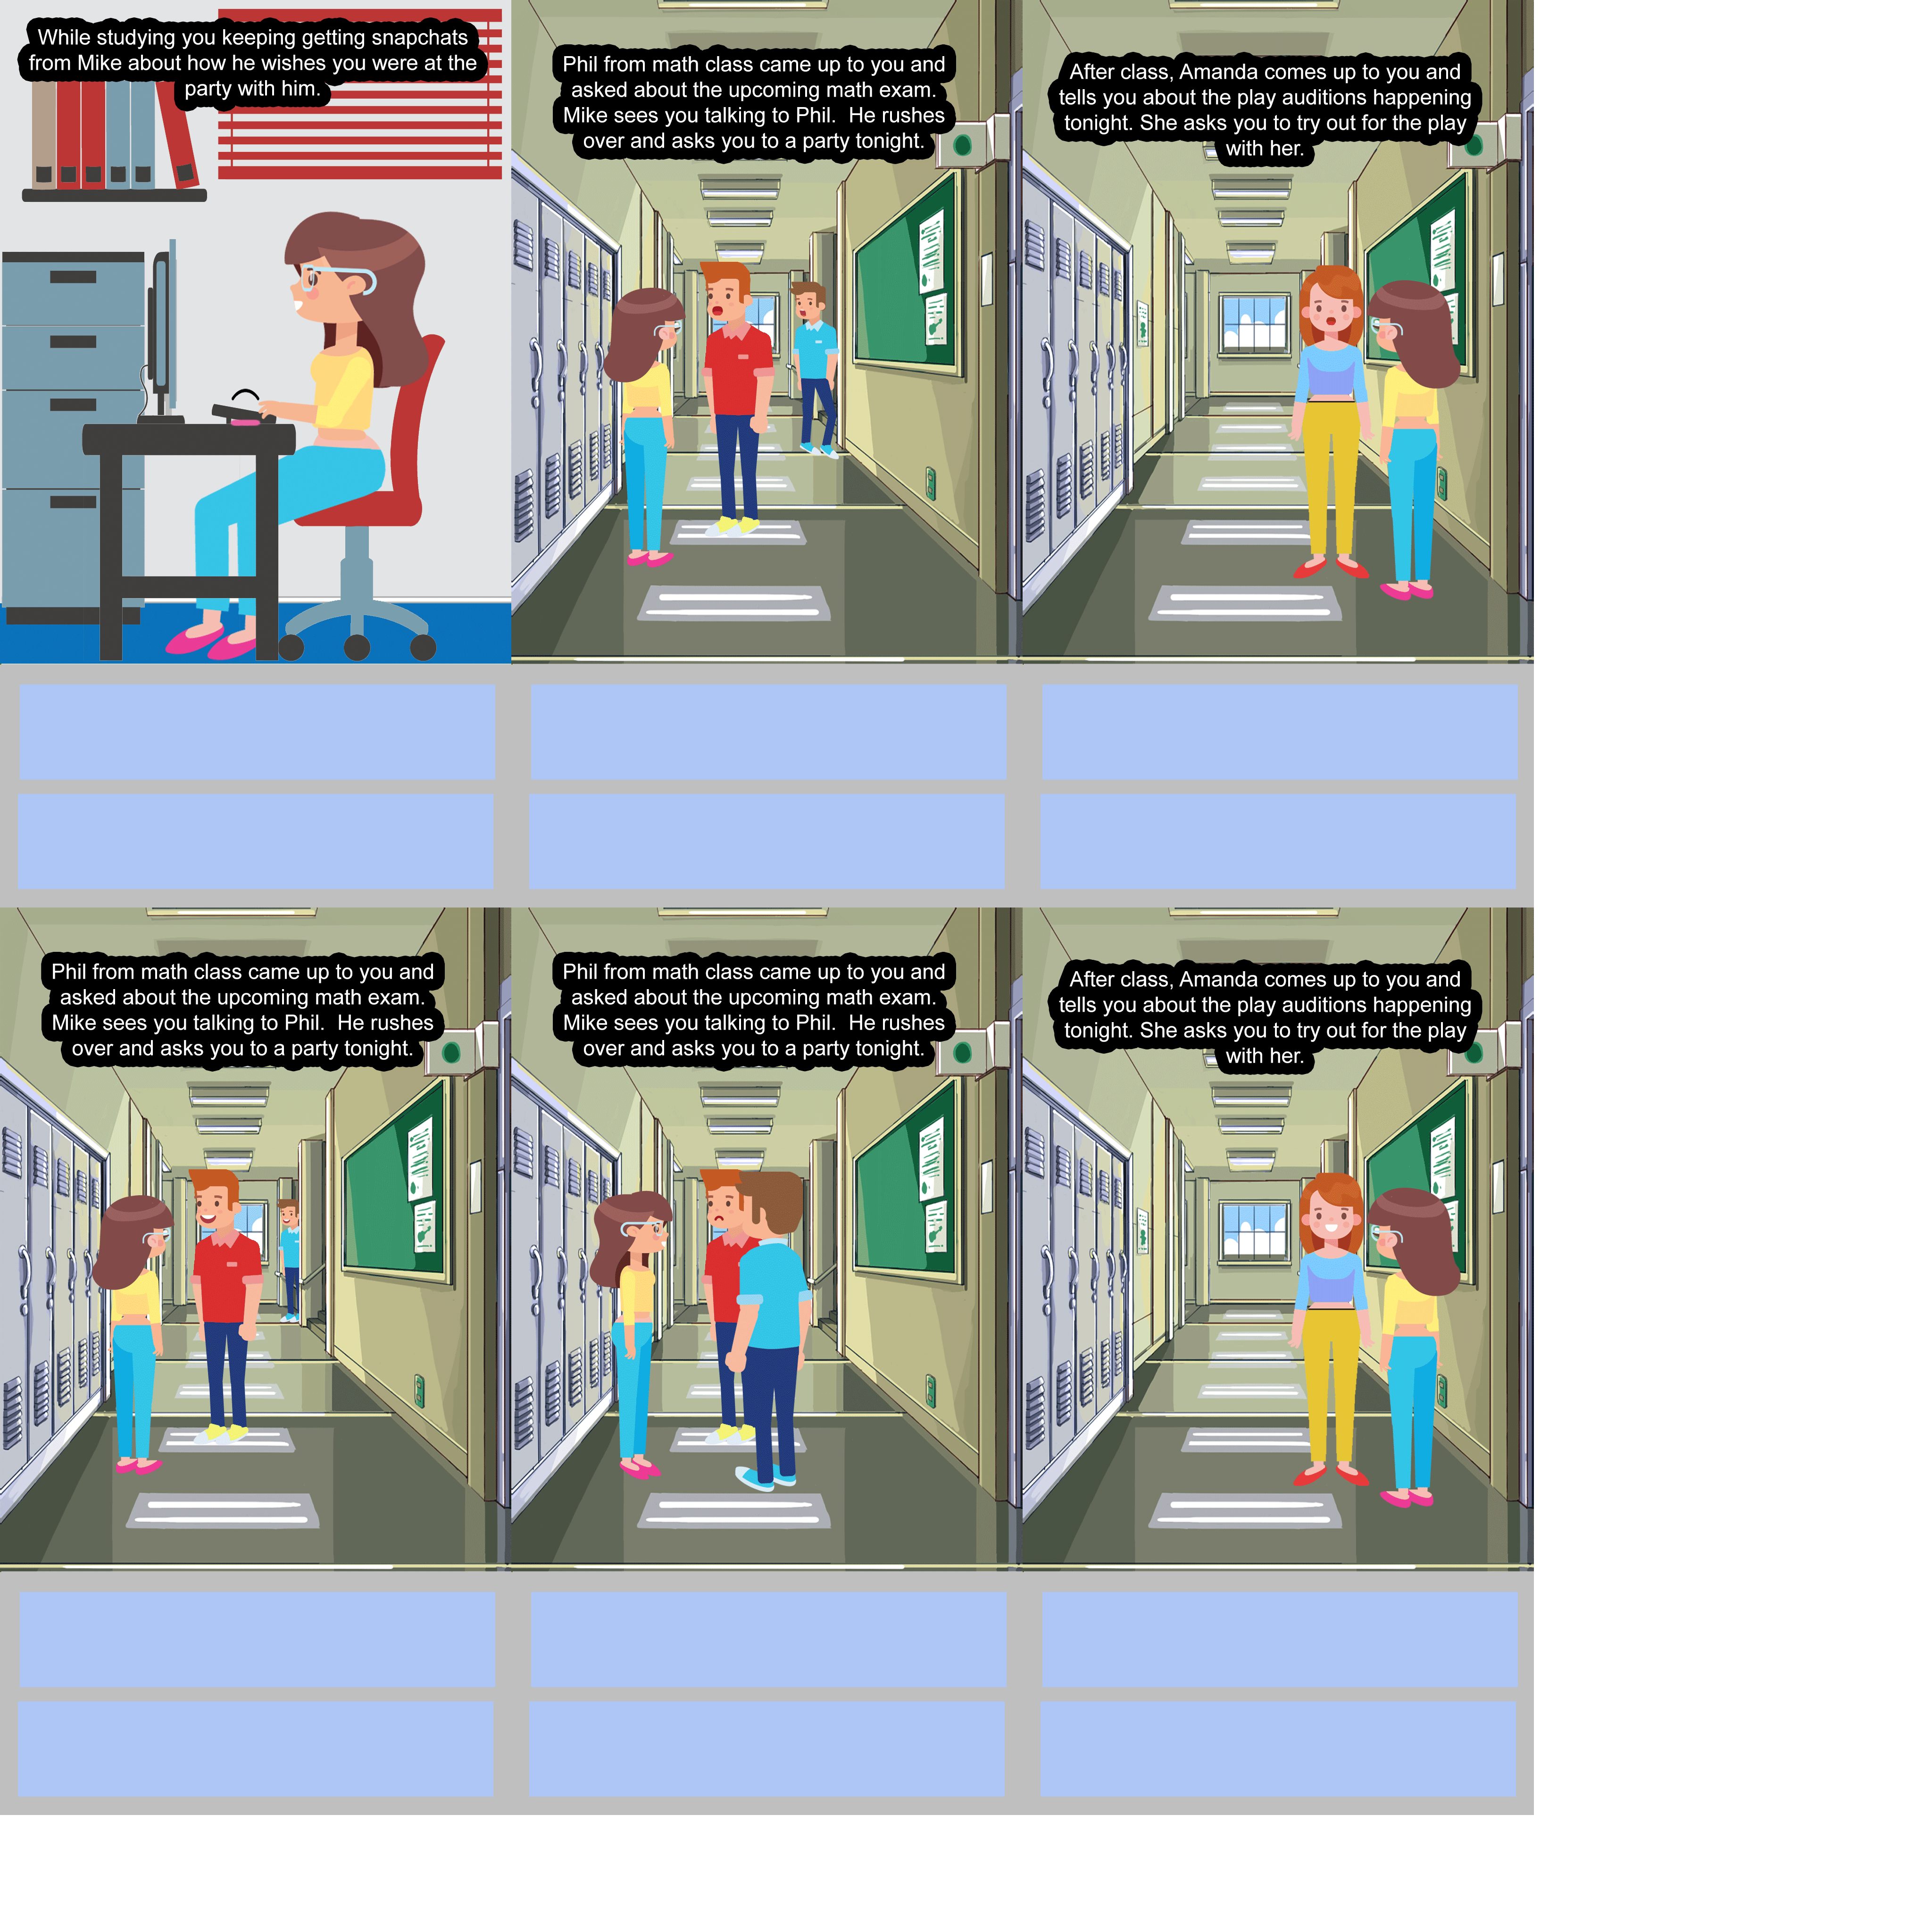 While studying you keeping getting snapchats
from Mike about how he wishes you were at the
party with him.
Phil from math class came up to you and
asked about the upcoming math exam.
Mike sees you talking to Phil.  He rushes
over and asks you to a party tonight.
After class, Amanda comes up to you and
tells you about the play auditions happening
tonight. She asks you to try out for the play
with her.
Phil from math class came up to you and
asked about the upcoming math exam.
Mike sees you talking to Phil.  He rushes
over and asks you to a party tonight.
Phil from math class came up to you and
asked about the upcoming math exam.
Mike sees you talking to Phil.  He rushes
over and asks you to a party tonight.
After class, Amanda comes up to you and
tells you about the play auditions happening
tonight. She asks you to try out for the play
with her.